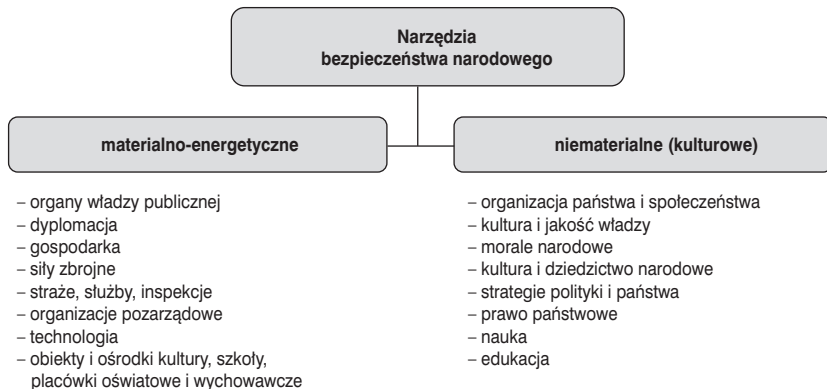 Narzędzia
bezpieczeństwa narodowego
materialno-energetyczne
– organy władzy publicznej
– dyplomacja
– gospodarka
– siły zbrojne
– straże, służby, inspekcje
– organizacje pozarządowe
– technologia
– obiekty i ośrodki kultury, szkoły,
placówki oświatowe i wychowawcze
niematerialne (kulturowe)
– organizacja państwa i społeczeństwa
– kultura i jakość władzy
– morale narodowe
– kultura i dziedzictwo narodowe
– strategie polityki i państwa
– prawo państwowe
– nauka
– edukacja